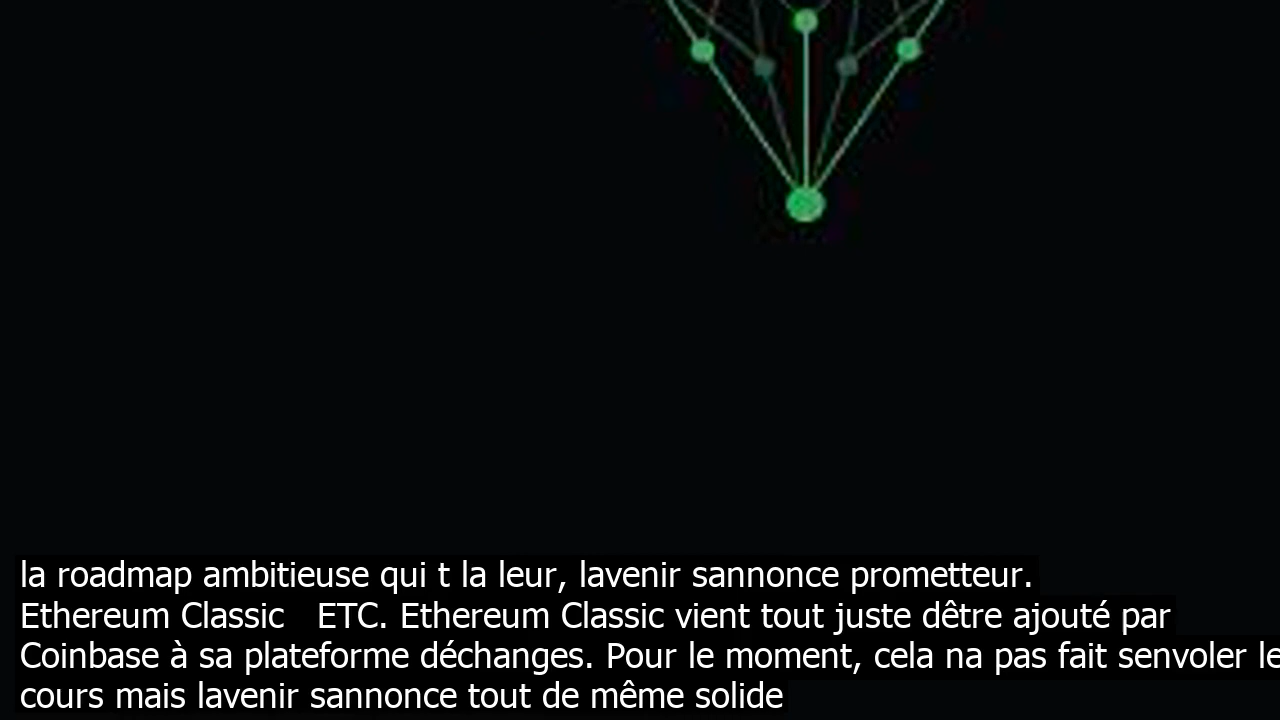 la roadmap ambitieuse qui t la leur, lavenir sannonce prometteur.
Ethereum Classic   ETC. Ethereum Classic vient tout juste dêtre ajouté par
Coinbase à sa plateforme déchanges. Pour le moment, cela na pas fait senvoler le
cours mais lavenir sannonce tout de même solide